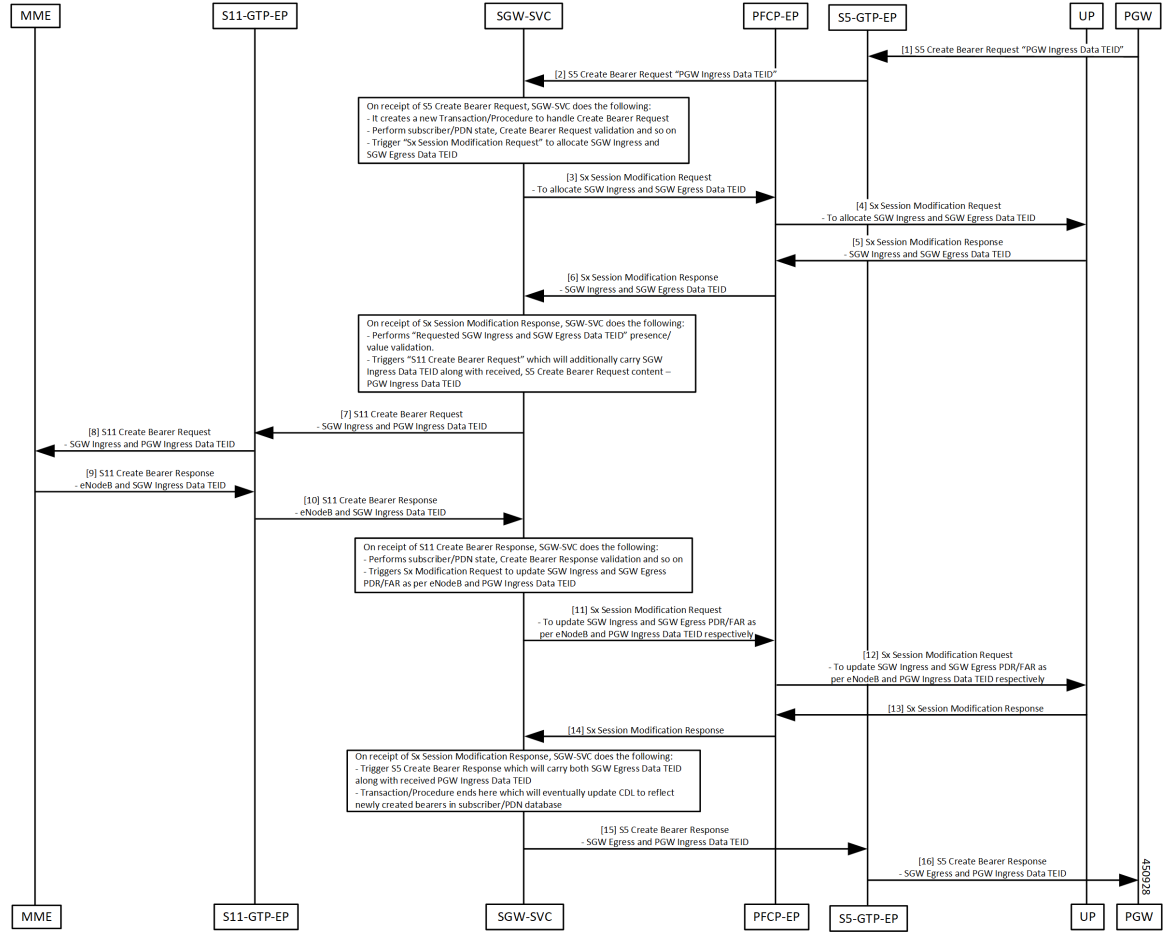 MME
S11-GTP-EP
SGW-SVC
PFCP-EP
S5-GTP-EP
UP
PGW
[1] S5 Create Bearer Request “PGW Ingress Data TEID”
[2] S5 Create Bearer Request “PGW Ingress Data TEID”
On receipt of S5 Create Bearer Request, SGW-SVC does the following:
- It creates a new Transaction/Procedure to handle Create Bearer Request
- Perform subscriber/PDN state, Create Bearer Request validation and so on
- Trigger “Sx Session Modification Request” to allocate SGW Ingress and
SGW Egress Data TEID
[3] Sx Session Modification Request
- To allocate SGW Ingress and SGW Egress Data TEID
[4] Sx Session Modification Request
- To allocate SGW Ingress and SGW Egress Data TEID
[5] Sx Session Modification Response
- SGW Ingress and SGW Egress Data TEID
[6] Sx Session Modification Response
- SGW Ingress and SGW Egress Data TEID
On receipt of Sx Session Modification Response, SGW-SVC does the following:
- Performs “Requested SGW Ingress and SGW Egress Data TEID” presence/
value validation.
- Triggers “S11 Create Bearer Request” which will additionally carry SGW
Ingress Data TEID along with received, S5 Create Bearer Request content –
PGW Ingress Data TEID
[7] S11 Create Bearer Request
- SGW Ingress and PGW Ingress Data TEID
[8] S11 Create Bearer Request
- SGW Ingress and PGW Ingress Data TEID
[9] S11 Create Bearer Response
- eNodeB and SGW Ingress Data TEID
[10] S11 Create Bearer Response
- eNodeB and SGW Ingress Data TEID
On receipt of S11 Create Bearer Response, SGW-SVC does the following:
- Performs subscriber/PDN state, Create Bearer Response validation and so on
- Triggers Sx Modification Request to update SGW Ingress and SGW Egress
PDR/FAR as per eNodeB and PGW Ingress Data TEID
[11] Sx Session Modification Request
- To update SGW Ingress and SGW Egress PDR/FAR as
per eNodeB and PGW Ingress Data TEID respectively
[12] Sx Session Modification Request
- To update SGW Ingress and SGW Egress PDR/FAR as
per eNodeB and PGW Ingress Data TEID respectively
[13] Sx Session Modification Response
[14] Sx Session Modification Response
On receipt of Sx Session Modification Response, SGW-SVC does the following:
- Trigger S5 Create Bearer Response which will carry both SGW Egress Data TEID
along with received PGW Ingress Data TEID
- Transaction/Procedure ends here which will eventually update CDL to reflect
newly created bearers in subscriber/PDN database
[15] S5 Create Bearer Response
- SGW Egress and PGW Ingress Data TEID
[16] S5 Create Bearer Response
- SGW Egress and PGW Ingress Data TEID
450928
MME
S11-GTP-EP
SGW-SVC
PFCP-EP
S5-GTP-EP
UP
PGW